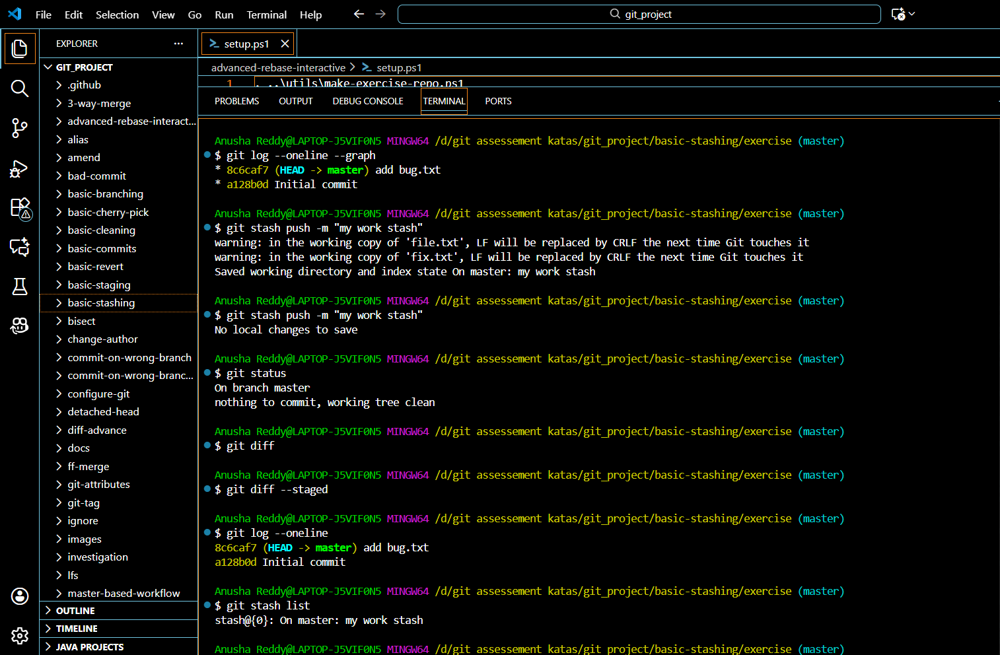 File Edit Selection View Go Run Terminal Help
git_project
EXPLORER
GIT_PROJECT
.github
3-way-merge
advanced-rebase-interact...
alias
amend
bad-commit
basic-branching
basic-cherry-pick
basic-cleaning
basic-commits
basic-revert
basic-staging
basic-stashing
bisect
change-author
commit-on-wrong-branch
commit-on-wrong-branc...
configure-git
detached-head
diff-advance
docs
ff-merge
git-attributes
git-tag
ignore
images
investigation
lfs
master-based-workflow
OUTLINE
TIMELINE
JAVA PROJECTS
setup.ps1
advanced-rebase-interactive > setup.ps1
1 . ..\utils\make-exercise-repo.ps1
PROBLEMS OUTPUT DEBUG CONSOLE TERMINAL PORTS
Anusha Reddy@LAPTOP-J5VIF0N5 MINGW64 /d/git assessement katas/git_project/basic-stashing/exercise (master)
$ git log --oneline --graph
* 8c6caf7 (HEAD -> master) add bug.txt
* a128b0d Initial commit
Anusha Reddy@LAPTOP-J5VIF0N5 MINGW64 /d/git assessement katas/git_project/basic-stashing/exercise (master)
$ git stash push -m "my work stash"
warning: in the working copy of 'file.txt', LF will be replaced by CRLF the next time Git touches it
warning: in the working copy of 'fix.txt', LF will be replaced by CRLF the next time Git touches it
Saved working directory and index state On master: my work stash
Anusha Reddy@LAPTOP-J5VIF0N5 MINGW64 /d/git assessement katas/git_project/basic-stashing/exercise (master)
$ git stash push -m "my work stash"
No local changes to save
Anusha Reddy@LAPTOP-J5VIF0N5 MINGW64 /d/git assessement katas/git_project/basic-stashing/exercise (master)
$ git status
On branch master
nothing to commit, working tree clean
Anusha Reddy@LAPTOP-J5VIF0N5 MINGW64 /d/git assessement katas/git_project/basic-stashing/exercise (master)
$ git diff
Anusha Reddy@LAPTOP-J5VIF0N5 MINGW64 /d/git assessement katas/git_project/basic-stashing/exercise (master)
$ git diff --staged
Anusha Reddy@LAPTOP-J5VIF0N5 MINGW64 /d/git assessement katas/git_project/basic-stashing/exercise (master)
$ git log --oneline
8c6caf7 (HEAD -> master) add bug.txt
a128b0d Initial commit
Anusha Reddy@LAPTOP-J5VIF0N5 MINGW64 /d/git assessement katas/git_project/basic-stashing/exercise (master)
$ git stash list
stash@{0}: On master: my work stash
Anusha Reddy@LAPTOP-J5VIF0N5 MINGW64 /d/git assessement katas/git_project/basic-stashing/exercise (master)